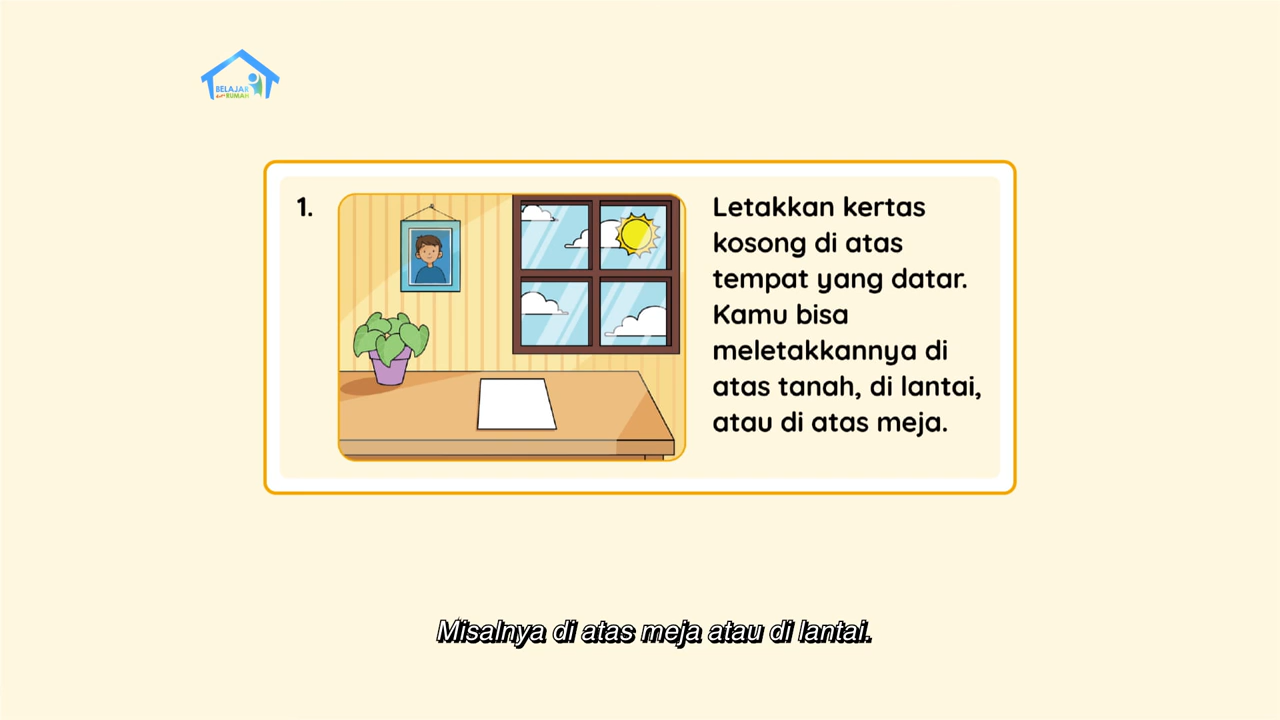 BELAJAR
dari RUMAH
1.
Letakkan kertas
kosong di atas
tempat yang datar.
Kamu bisa
meletakkannya di
atas tanah, di lantai,
atau di atas meja.
Misalnya di atas meja atau di lantai.